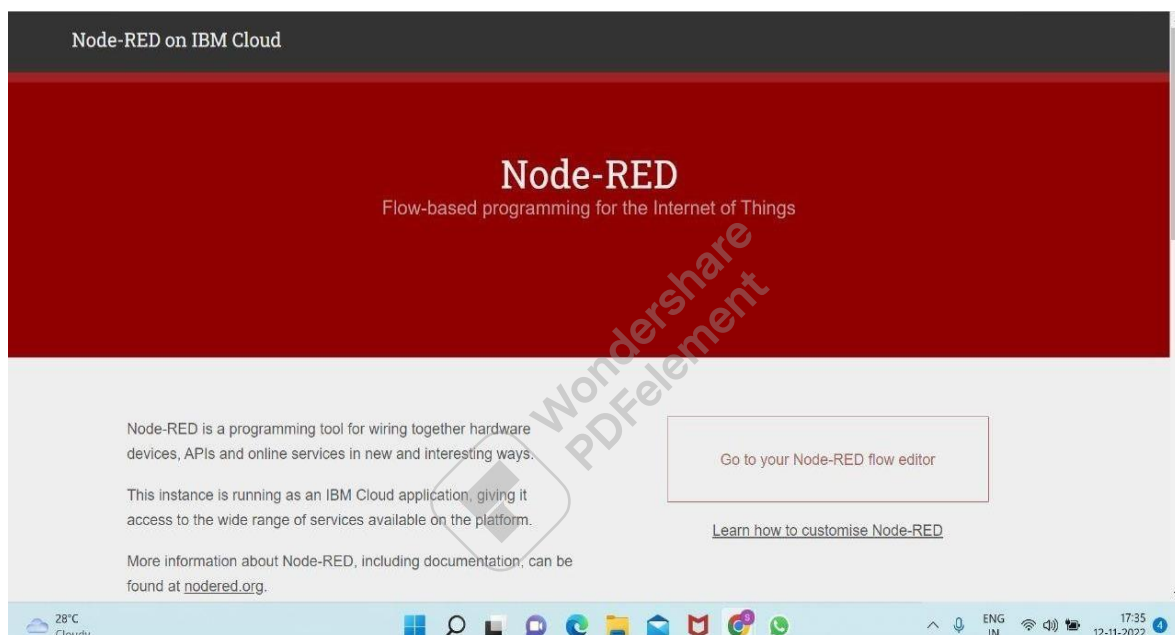 Node-RED on IBM Cloud
Node-RED
Flow-based programming for the Internet of Things
Node-RED is a programming tool for wiring together hardware
devices, APIs and online services in new and interesting ways.
This instance is running as an IBM Cloud application, giving it
access to the wide range of services available on the platform.
More information about Node-RED, including documentation, can be
found at nodered.org.
Go to your Node-RED flow editor
Learn how to customise Node-RED
Wondershare
PDFelement
28°C
Cloudy
ENG
IN
17:35
12-11-2022
4